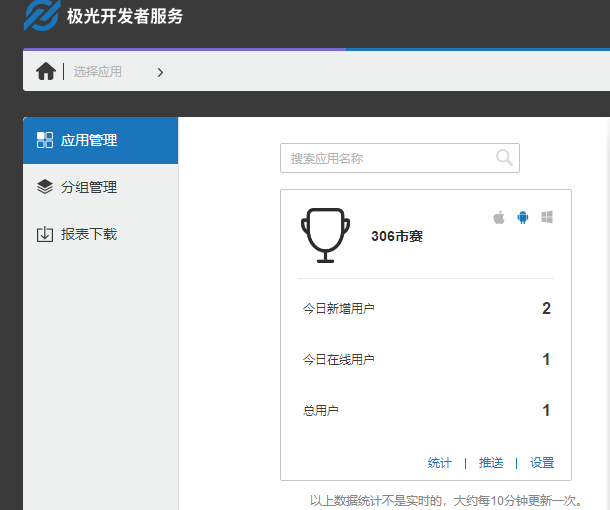 极光开发者服务
选择应用
应用管理
分组管理
报表下载
搜索应用名称
306市赛
今日新增用户 2
今日在线用户 1
总用户 1
统计 | 推送 | 设置
以上数据统计不是实时的，大约每10分钟更新一次。